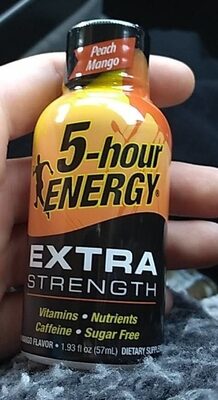 Peach
Mango
5-hour
ENERGY®
EXTRA
STRENGTH
Vitamins • Nutrients
Caffeine • Sugar Free
FLAVOR • 1.93 fl oz (57mL) DIETARY